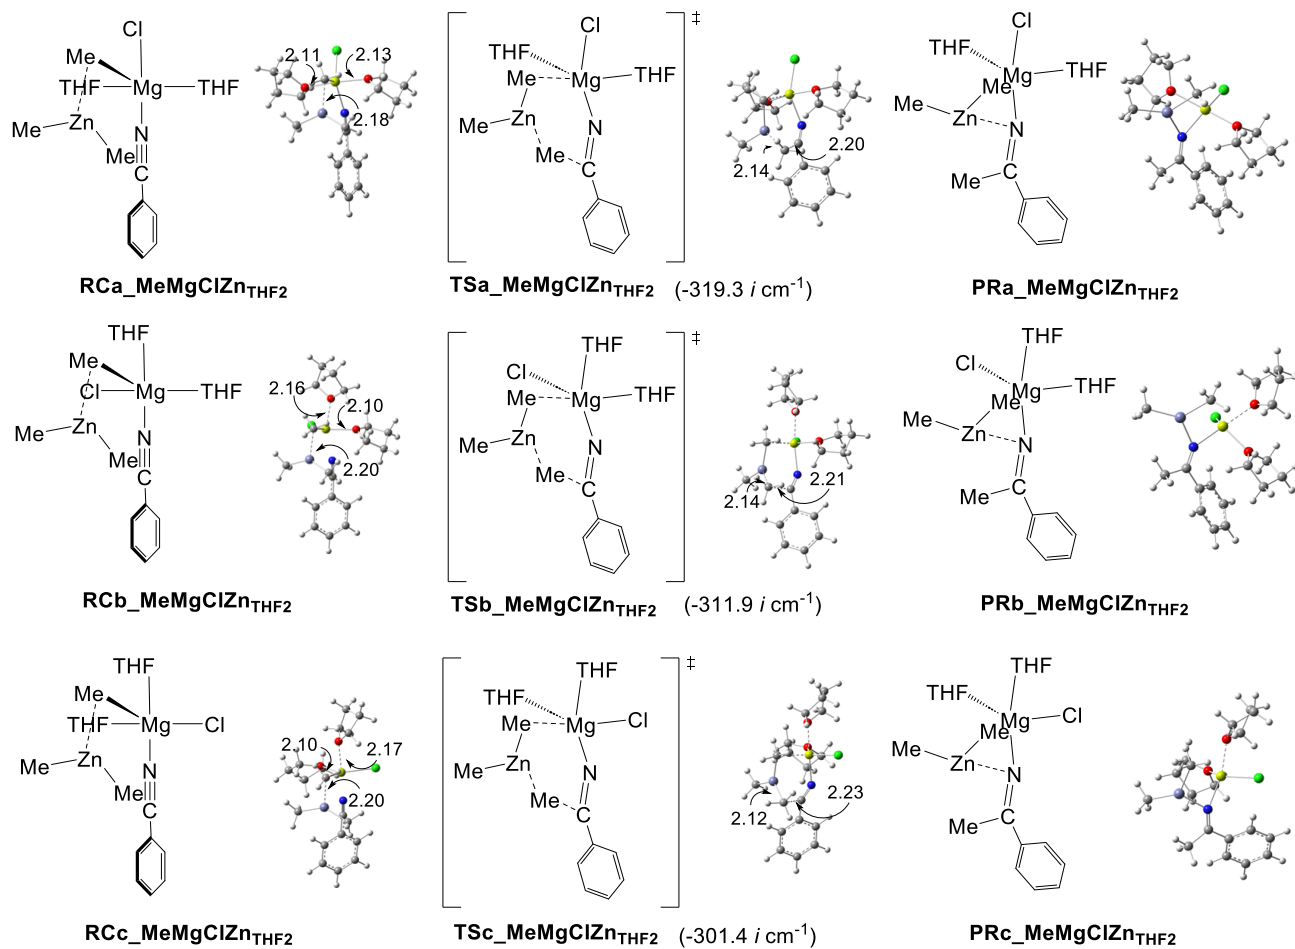 Cl
Me
THF
Mg
THF
Zn
Me
Me
N
C
2.11
2.13
2.18
RCa_MeMgClZnTHF2
‡
Cl
THF
Me
Mg
THF
Zn
Me
N
Me
C
2.14
2.20
TSa_MeMgClZnTHF2 (-319.3 i cm-1)
Cl
THF
Mg
THF
Me
Me
Zn
N
Me
C
PRa_MeMgClZnTHF2
THF
Me
Cl
Mg
THF
Zn
Me
Me
N
C
2.16
2.10
2.20
RCb_MeMgClZnTHF2
‡
THF
Cl
Me
Mg
THF
Zn
Me
N
Me
C
2.14
2.21
TSb_MeMgClZnTHF2 (-311.9 i cm-1)
THF
Cl
Mg
THF
Me
Me
Zn
N
Me
C
PRb_MeMgClZnTHF2
THF
Me
THF
Mg
Cl
Zn
Me
Me
N
C
2.10
2.17
2.20
RCc_MeMgClZnTHF2
‡
THF
THF
Me
Mg
Cl
Zn
Me
N
Me
C
2.12
2.23
TSc_MeMgClZnTHF2 (-301.4 i cm-1)
THF
THF
Mg
Cl
Me
Me
Zn
N
Me
C
PRc_MeMgClZnTHF2